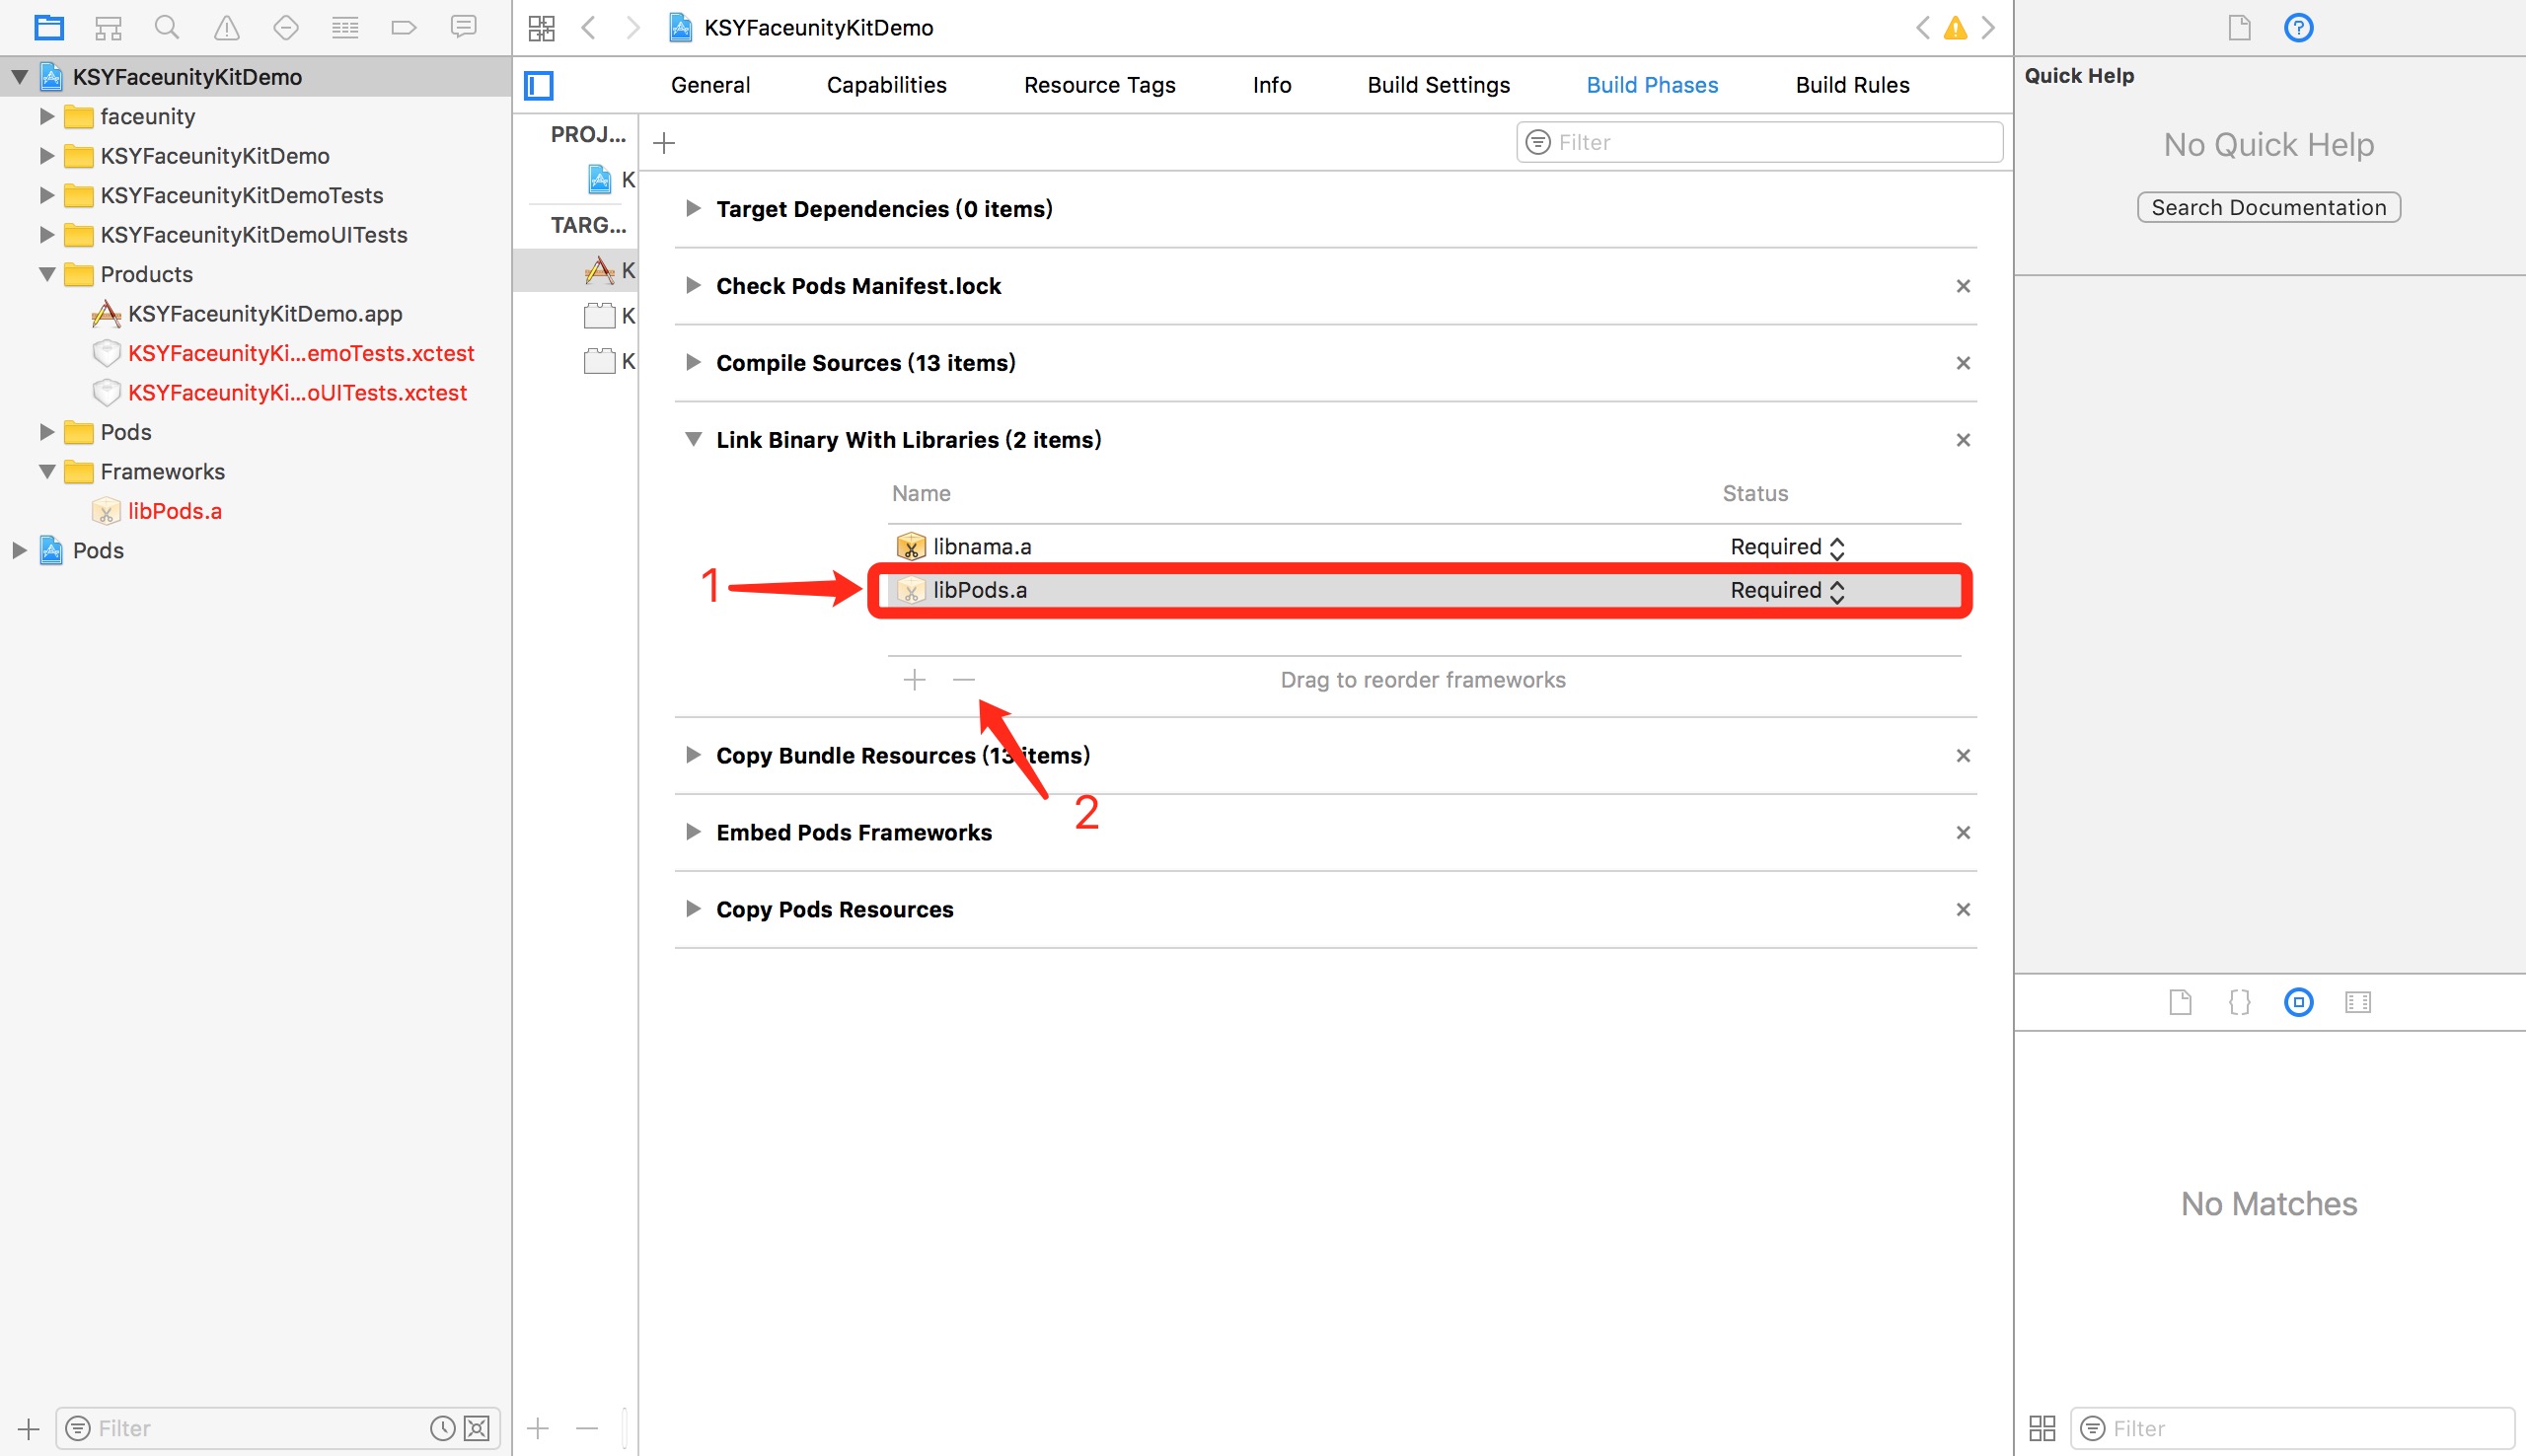 KSYFaceunityKitDemo
faceunity
KSYFaceunityKitDemo
KSYFaceunityKitDemoTests
KSYFaceunityKitDemoUITests
Products
KSYFaceunityKitDemo.app
KSYFaceunityKi...emoTests.xctest
KSYFaceunityKi...oUITests.xctest
Pods
Frameworks
libPods.a
Pods
Filter
KSYFaceunityKitDemo
General Capabilities Resource Tags Info Build Settings Build Phases Build Rules
PROJ...
K
TARG...
K
K
K
Filter
Target Dependencies (0 items)
Check Pods Manifest.lock
Compile Sources (13 items)
Link Binary With Libraries (2 items)
Name Status
libnama.a Required
1
libPods.a Required
Drag to reorder frameworks
Copy Bundle Resources (13 items)
2
Embed Pods Frameworks
Copy Pods Resources
Quick Help
No Quick Help
Search Documentation
No Matches
Filter